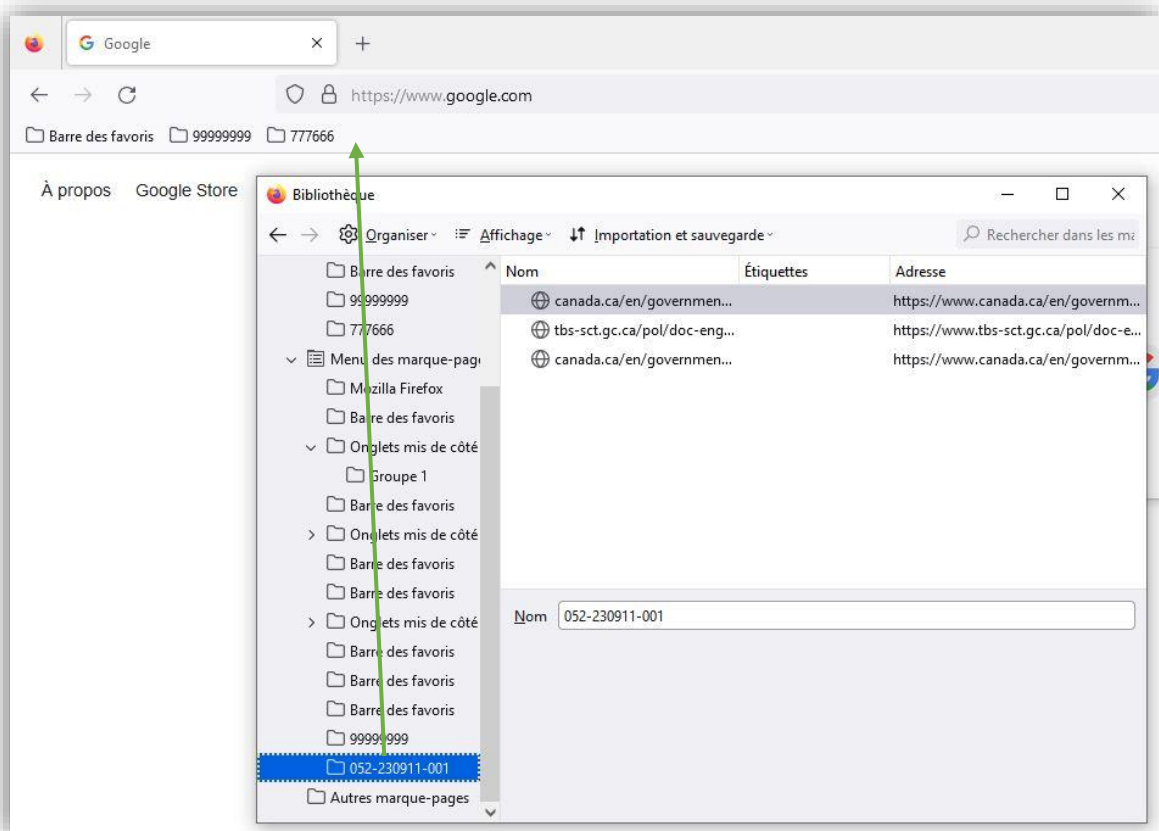 Google
https://www.google.com
Barre des favoris 99999999 777666
À propos Google Store
Bibliothèque
Organiser Affichage Importation et sauvegarde Rechercher dans les ma
Barre des favoris
99999999
777666
Menu des marque-page
Mozilla Firefox
Barre des favoris
Onglets mis de côté
Groupe 1
Barre des favoris
Onglets mis de côté
Barre des favoris
Barre des favoris
Onglets mis de côté
Barre des favoris
Barre des favoris
Barre des favoris
99999999
052-230911-001
Autres marque-pages
Nom Étiquettes Adresse
canada.ca/en/governmen... https://www.canada.ca/en/governm...
tbs-sct.gc.ca/pol/doc-eng... https://www.tbs-sct.gc.ca/pol/doc-e...
canada.ca/en/governmen... https://www.canada.ca/en/governm...
Nom 052-230911-001